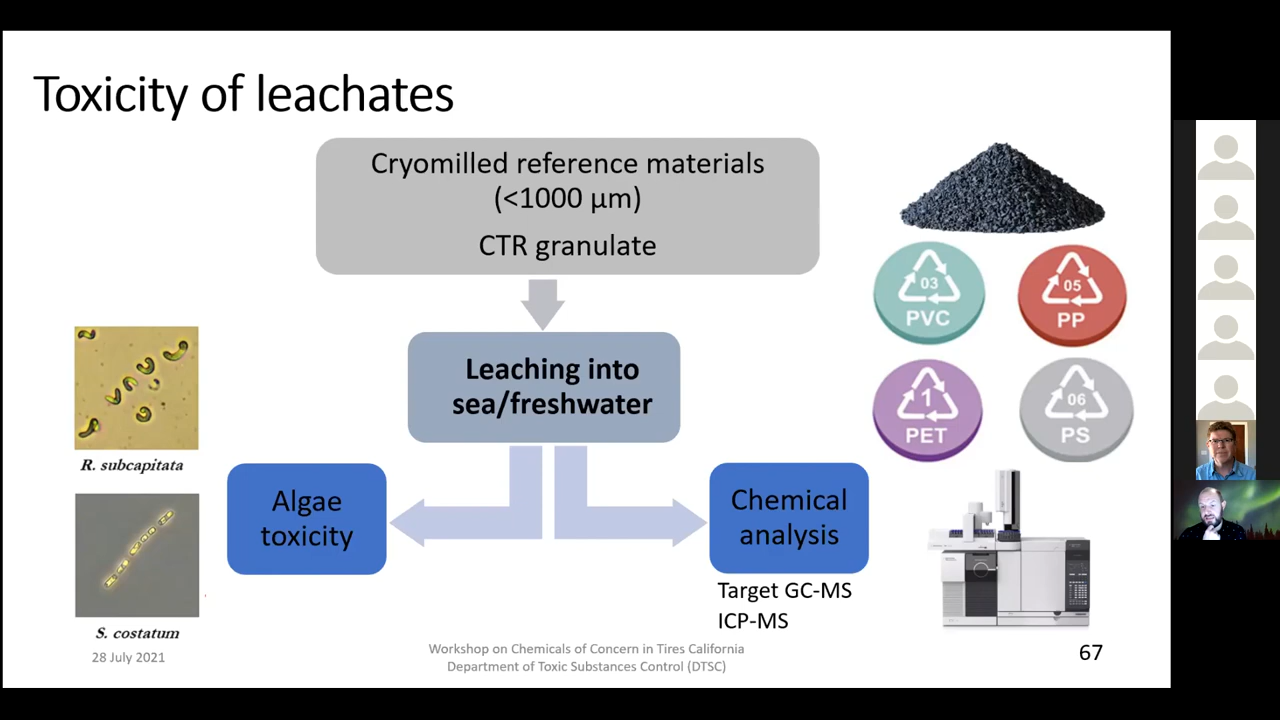 Toxicity of leachates
Cryomilled reference materials
(<1000 µm)
CTR granulate
03
PVC
05
PP
Leaching into
sea/freshwater
1
PET
06
PS
R. subcapitata
Algae
toxicity
Chemical
analysis
Target GC-MS
ICP-MS
S. costatum
28 July 2021
Workshop on Chemicals of Concern in Tires California
Department of Toxic Substances Control (DTSC)
67